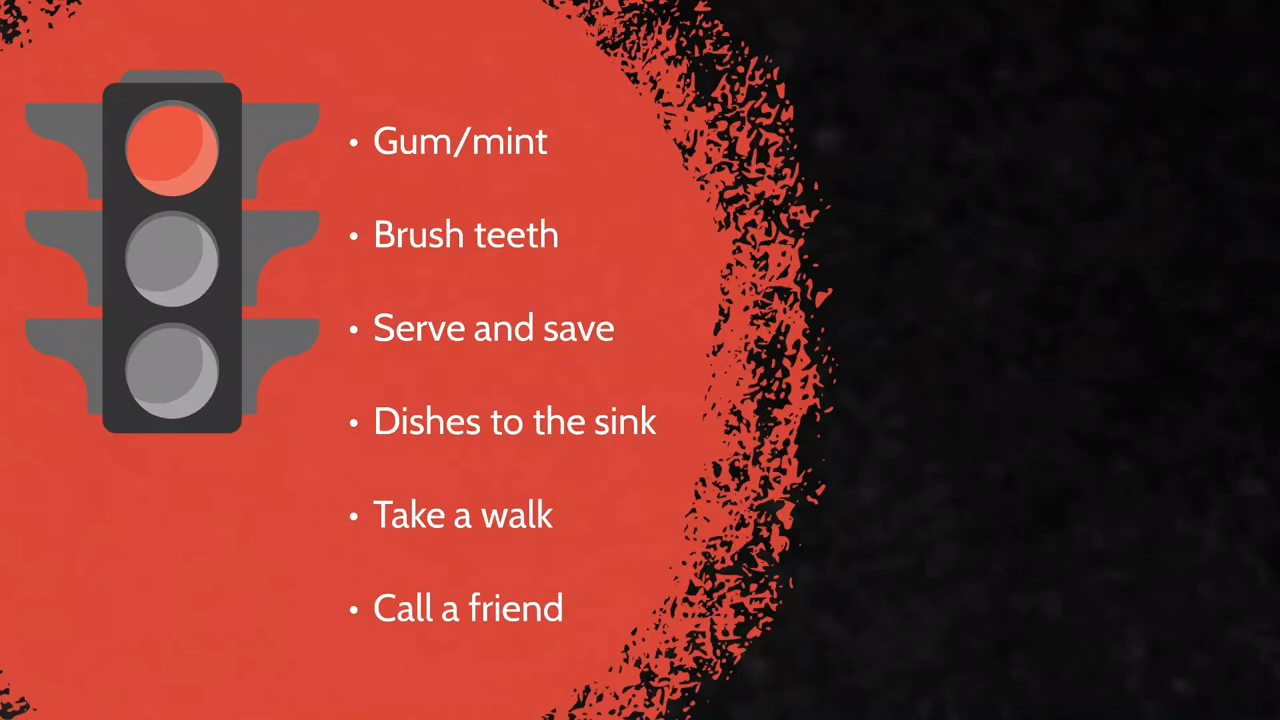 • Gum/mint
• Brush teeth
• Serve and save
• Dishes to the sink
• Take a walk
• Call a friend